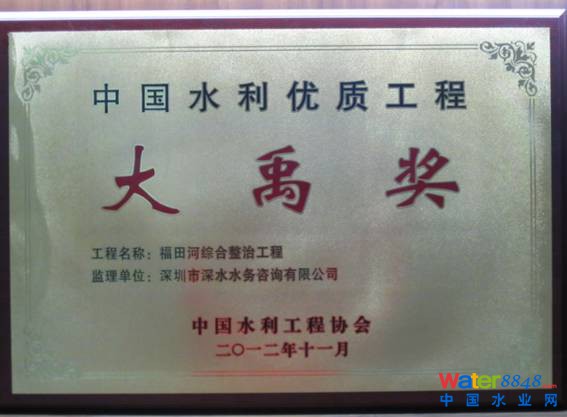 中国水利优质工程
大禹奖
工程名称：福田河综合整治工程
监理单位：深圳市深水水务咨询有限公司
中国水利工程协会
二〇一二年十一月
Water8848.com
中国水业网